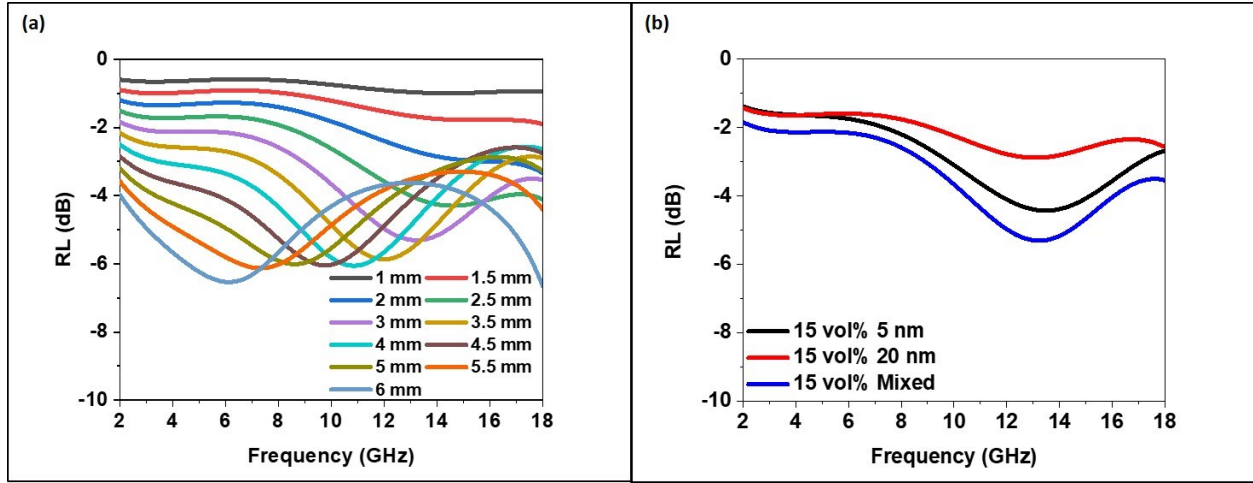 (a)
0
-2
-4
-6
-8
-10
RL (dB)
1 mm 1.5 mm
2 mm 2.5 mm
3 mm 3.5 mm
4 mm 4.5 mm
5 mm 5.5 mm
6 mm
2 4 6 8 10 12 14 16 18
Frequency (GHz)
(b)
0
-2
-4
-6
-8
-10
RL (dB)
15 vol% 5 nm
15 vol% 20 nm
15 vol% Mixed
2 4 6 8 10 12 14 16 18
Frequency (GHz)